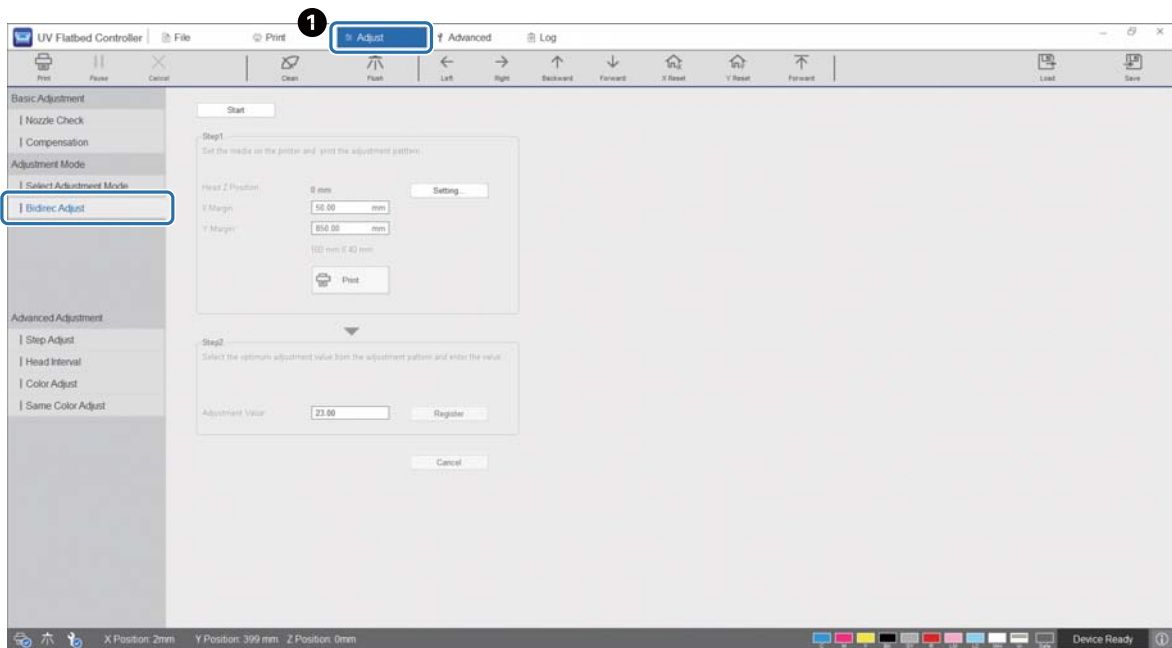 1
UV Flatbed Controller File Print Adjust Advanced Log
Print Pause Cancel Clean Flush Left Right Backward Forward X Reset Y Reset Forward Load Save
Basic Adjustment
Nozzle Check
Start
Compensation
Step1
Set the media on the printer and print the adjustment pattern.
Adjustment Mode
Select Adjustment Mode
Head Z Position 0 mm Setting...
Bidirec Adjust
X Margin 50.00 mm
Y Margin 850.00 mm
Print
Advanced Adjustment
Step Adjust
Step2
Select the optimum adjustment value from the adjustment pattern and enter the value.
Head Interval
Color Adjust
Same Color Adjust
Adjustment Value 23.00 Register
Cancel
X Position: 2mm Y Position: 399 mm Z Position: 0mm Device Ready